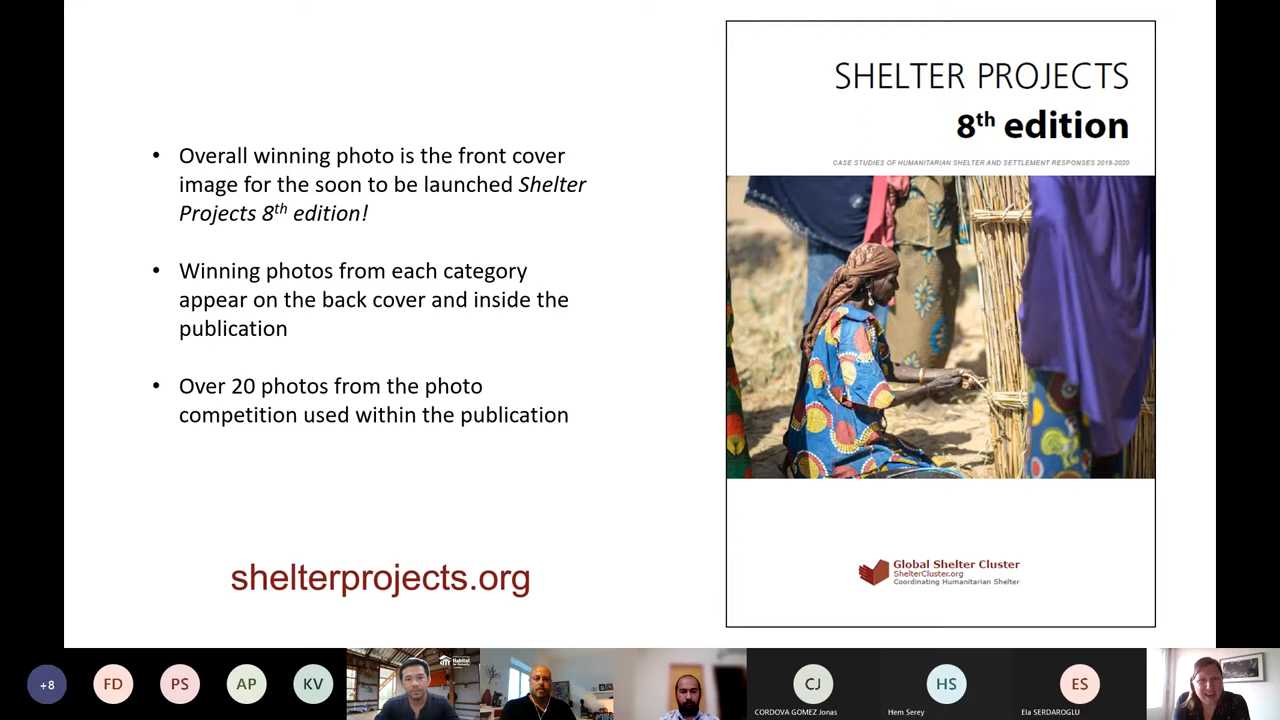 • Overall winning photo is the front cover
image for the soon to be launched Shelter
Projects 8th edition!
• Winning photos from each category
appear on the back cover and inside the
publication
• Over 20 photos from the photo
competition used within the publication
shelterprojects.org
SHELTER PROJECTS
8th edition
CASE STUDIES OF HUMANITARIAN SHELTER AND SETTLEMENT RESPONSES 2019-2020
Global Shelter Cluster
ShelterCluster.org
Coordinating Humanitarian Shelter
+8
FD
PS
AP
KV
Habitat
for Humanity
CJ
CORDOVA GOMEZ Jonas
HS
Hem Serey
ES
Ela SERDAROGLU